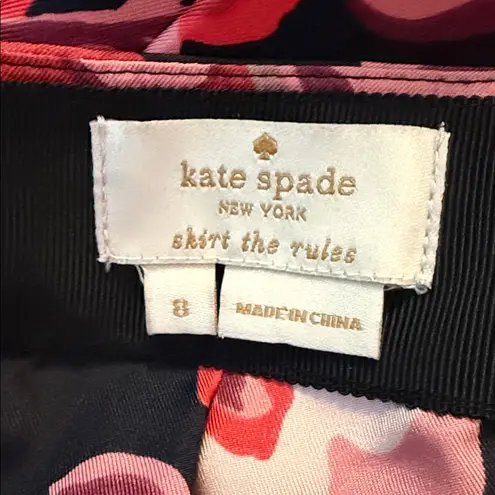 kate spade
NEW YORK
skirt the rules
8
MADE IN CHINA